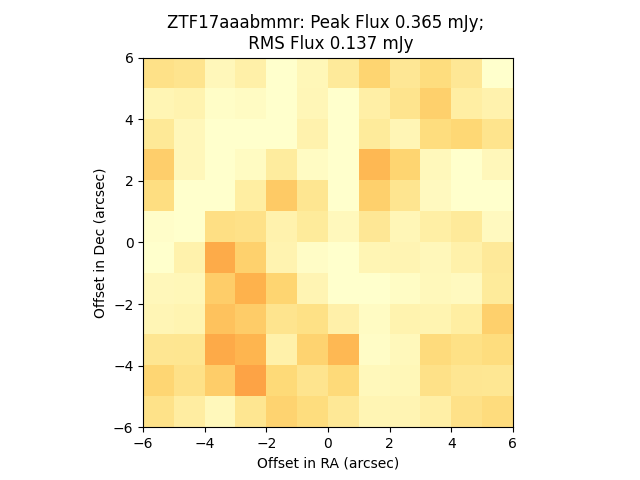 ZTF17aaabmmr: Peak Flux 0.365 mJy;
RMS Flux 0.137 mJy
6
4
2
0
−2
−4
−6
Offset in Dec (arcsec)
−6 −4 −2 0 2 4 6
Offset in RA (arcsec)